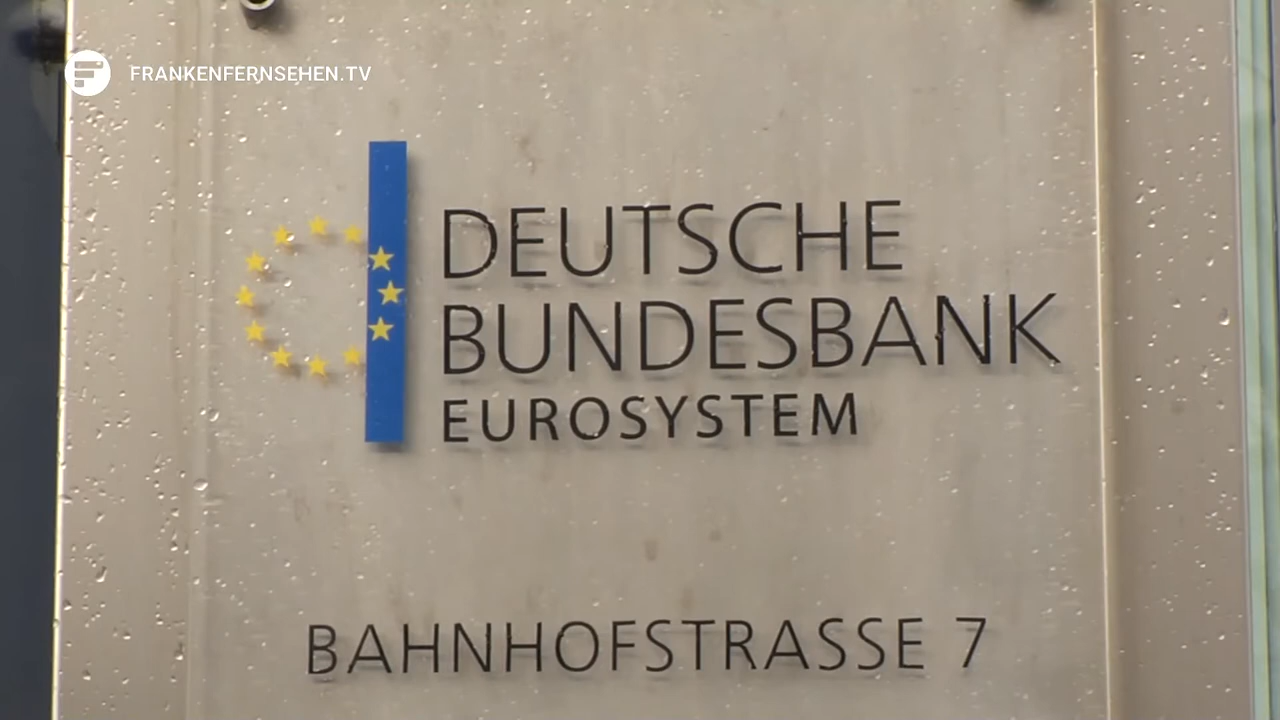 FRANKENFERNSEHEN.TV
DEUTSCHE
BUNDESBANK
EUROSYSTEM
BAHNHOFSTRASSE 7